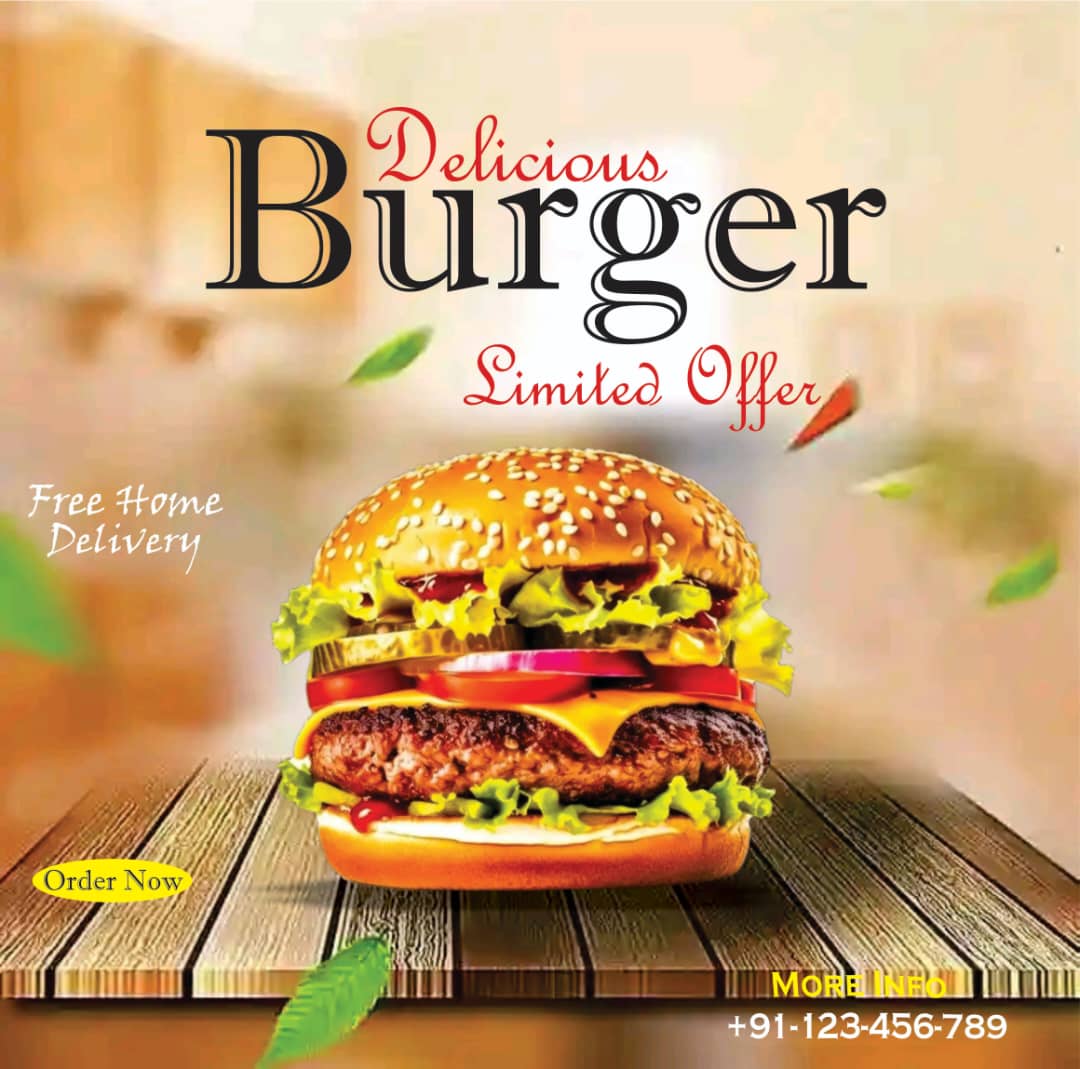 Delicious
Burger
Limited Offer
Free Home
Delivery
Order Now
More Info
+91-123-456-789